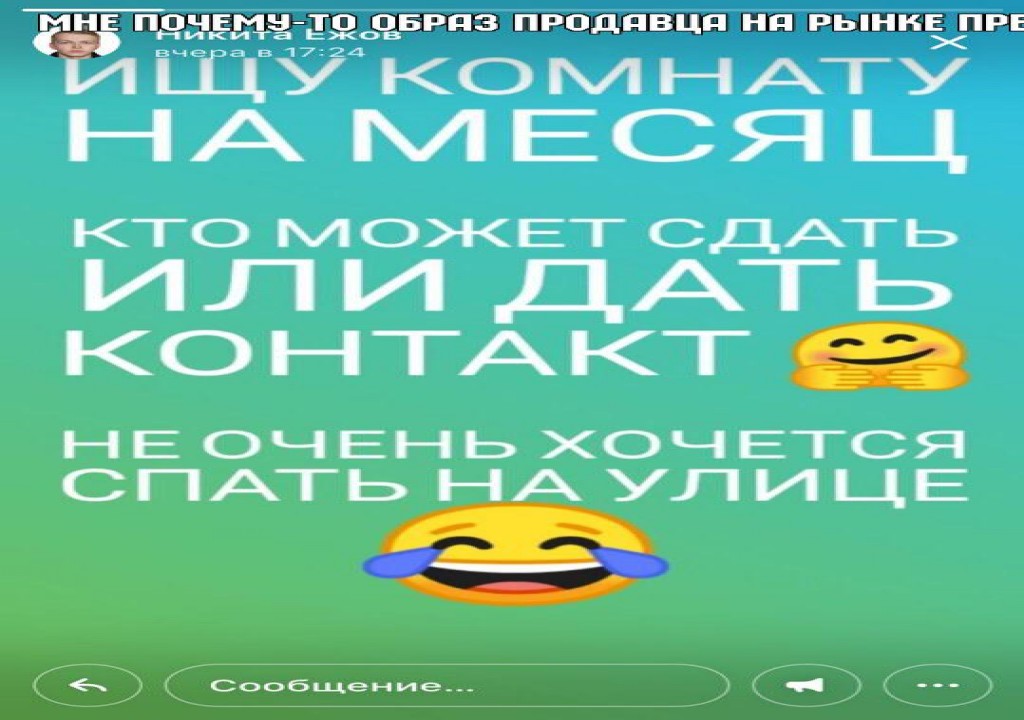 МНЕ ПОЧЕМУ-ТО ОБРАЗ ПРОДАВЦА НА РЫНКЕ ПРЕ
Никита Ежов
вчера в 17:24
ИЩУ КОМНАТУ
НА МЕСЯЦ
КТО МОЖЕТ СДАТЬ
ИЛИ ДАТЬ
КОНТАКТ 🤗
НЕ ОЧЕНЬ ХОЧЕТСЯ
СПАТЬ НА УЛИЦЕ
😂
Сообщение...